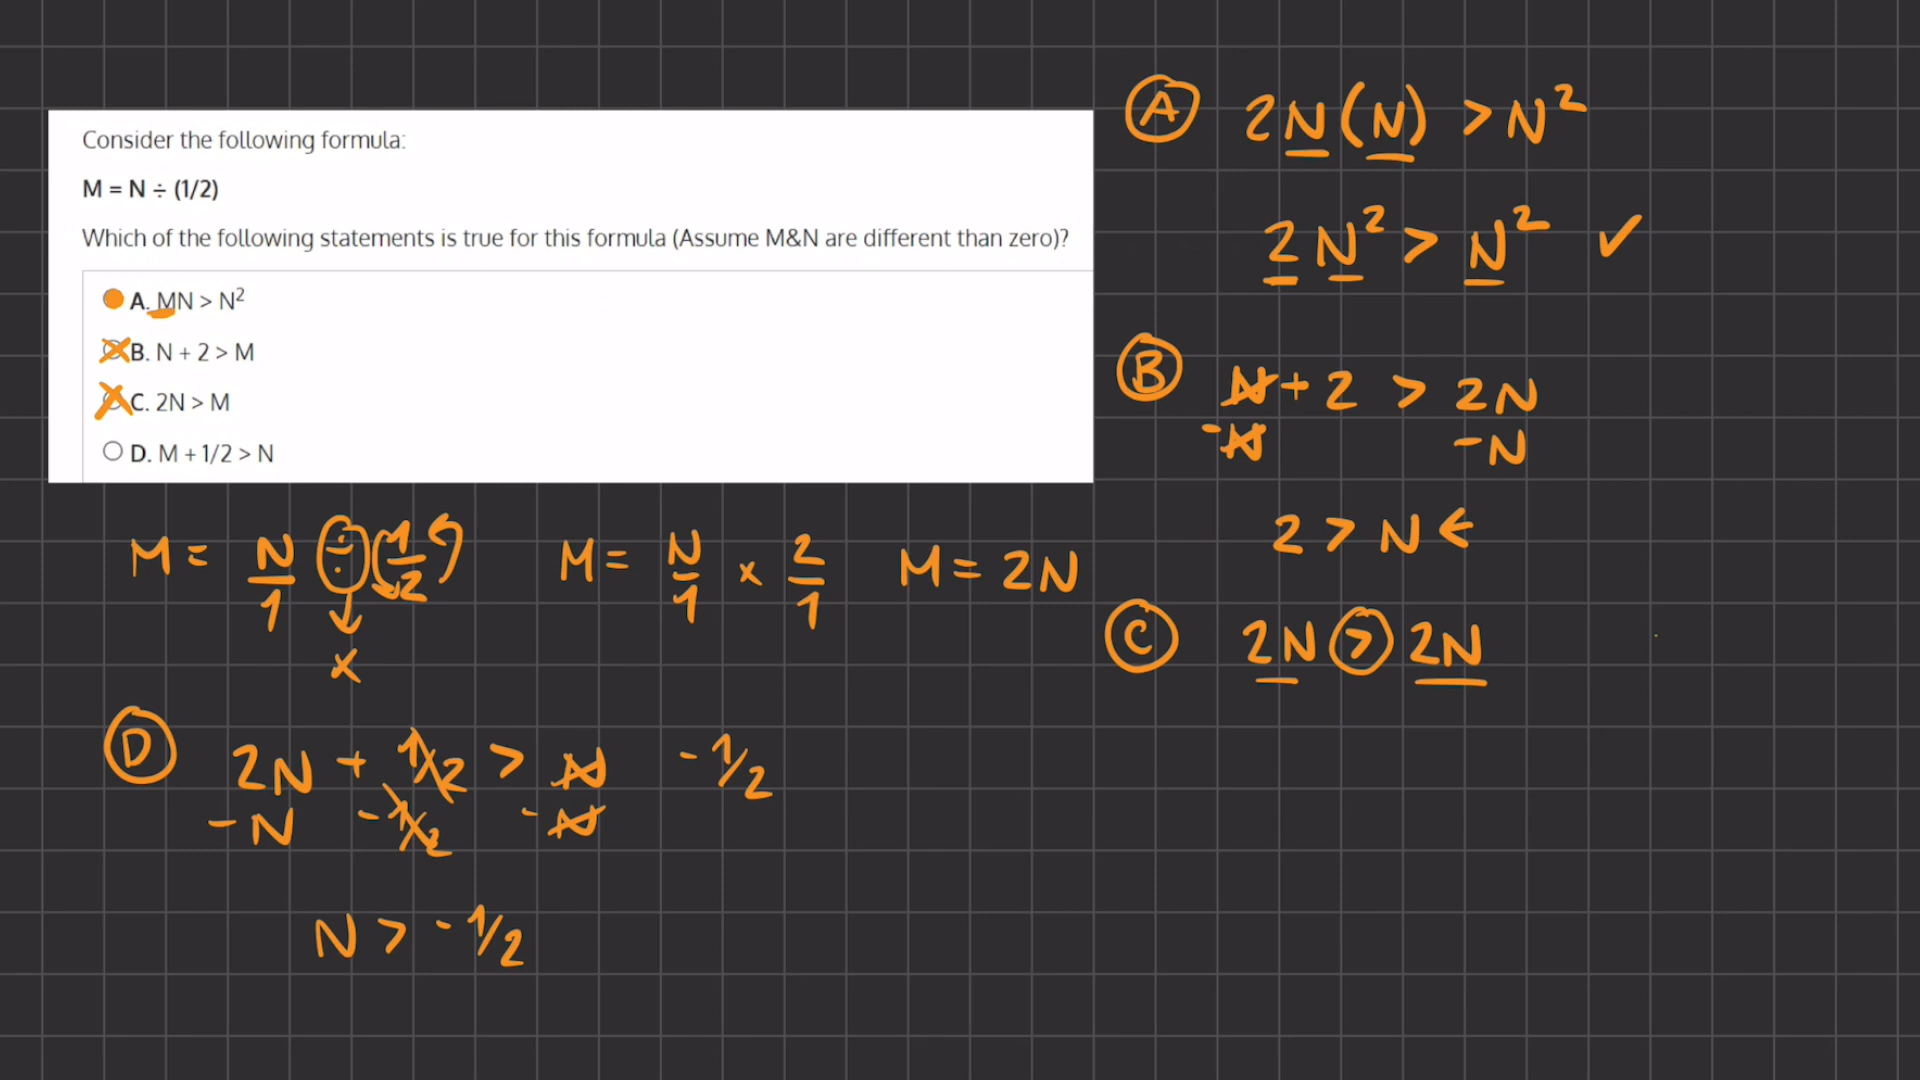 Consider the following formula:
M = N ÷ (1/2)
Which of the following statements is true for this formula (Assume M&N are different than zero)?
A. MN > N²
B. N + 2 > M
C. 2N > M
D. M + 1/2 > N
M = N/1 ÷ (1/2)
x
M = N/1 x 2/1
M = 2N
D 2N + 1/2 > N - 1/2
-N - 1/2 - N
N > - 1/2
A 2N(N) > N²
2N² > N² ✓
B N + 2 > 2N
-N -N
2 > N ←
C 2N > 2N